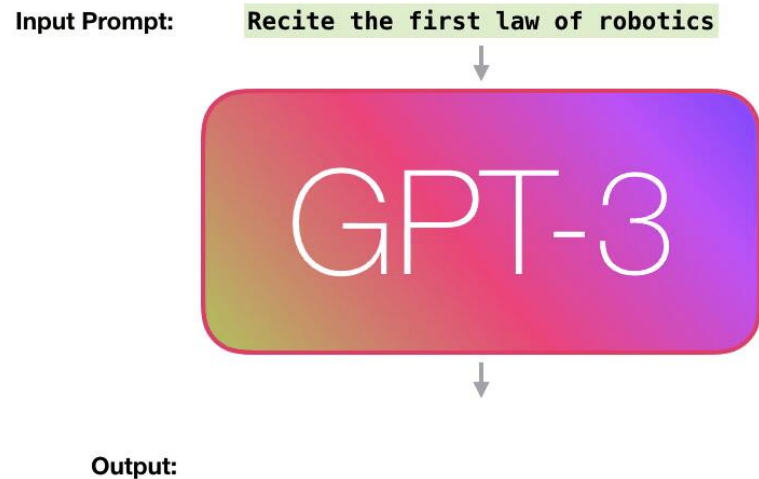 Input Prompt: Recite the first law of robotics
GPT-3
Output: